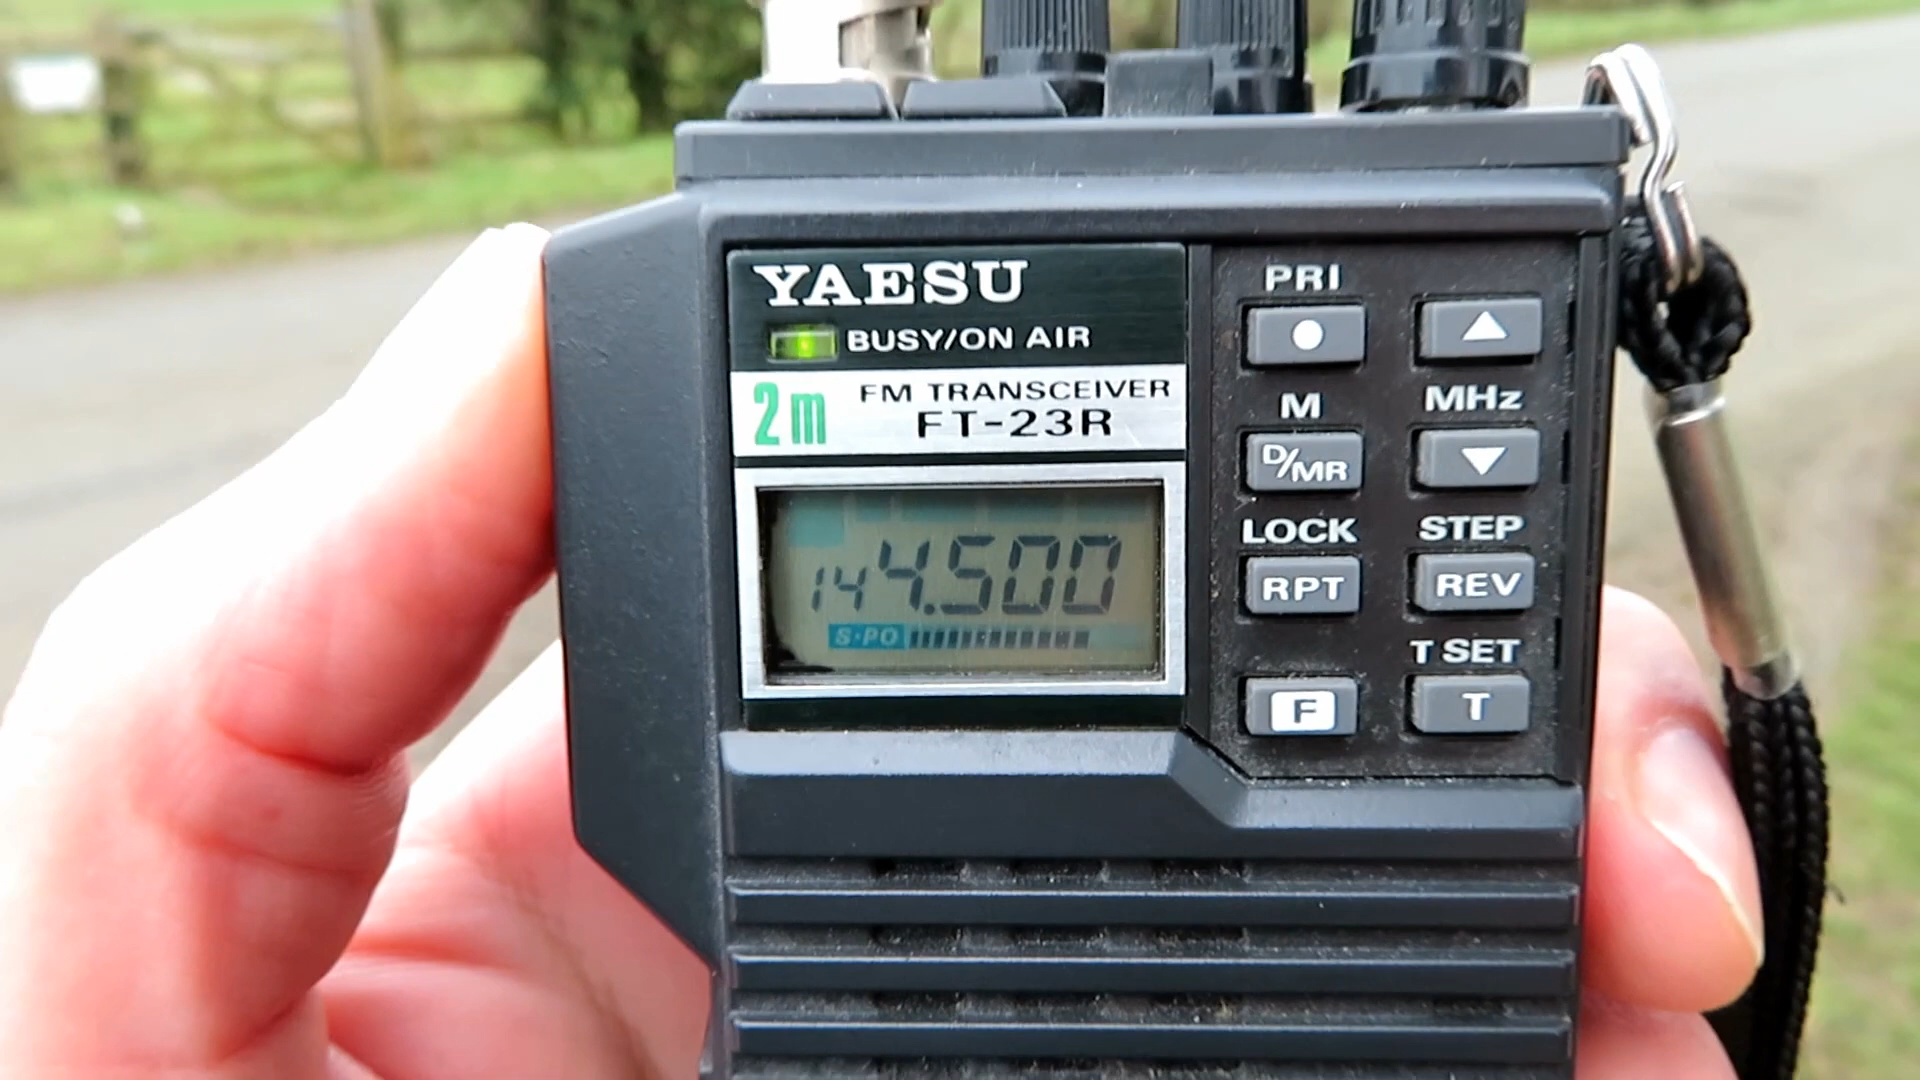 YAESU
BUSY/ON AIR
2m FM TRANSCEIVER
FT-23R
144.500
S·PO
PRI
M MHz
D/MR
LOCK STEP
RPT REV
T SET
F T